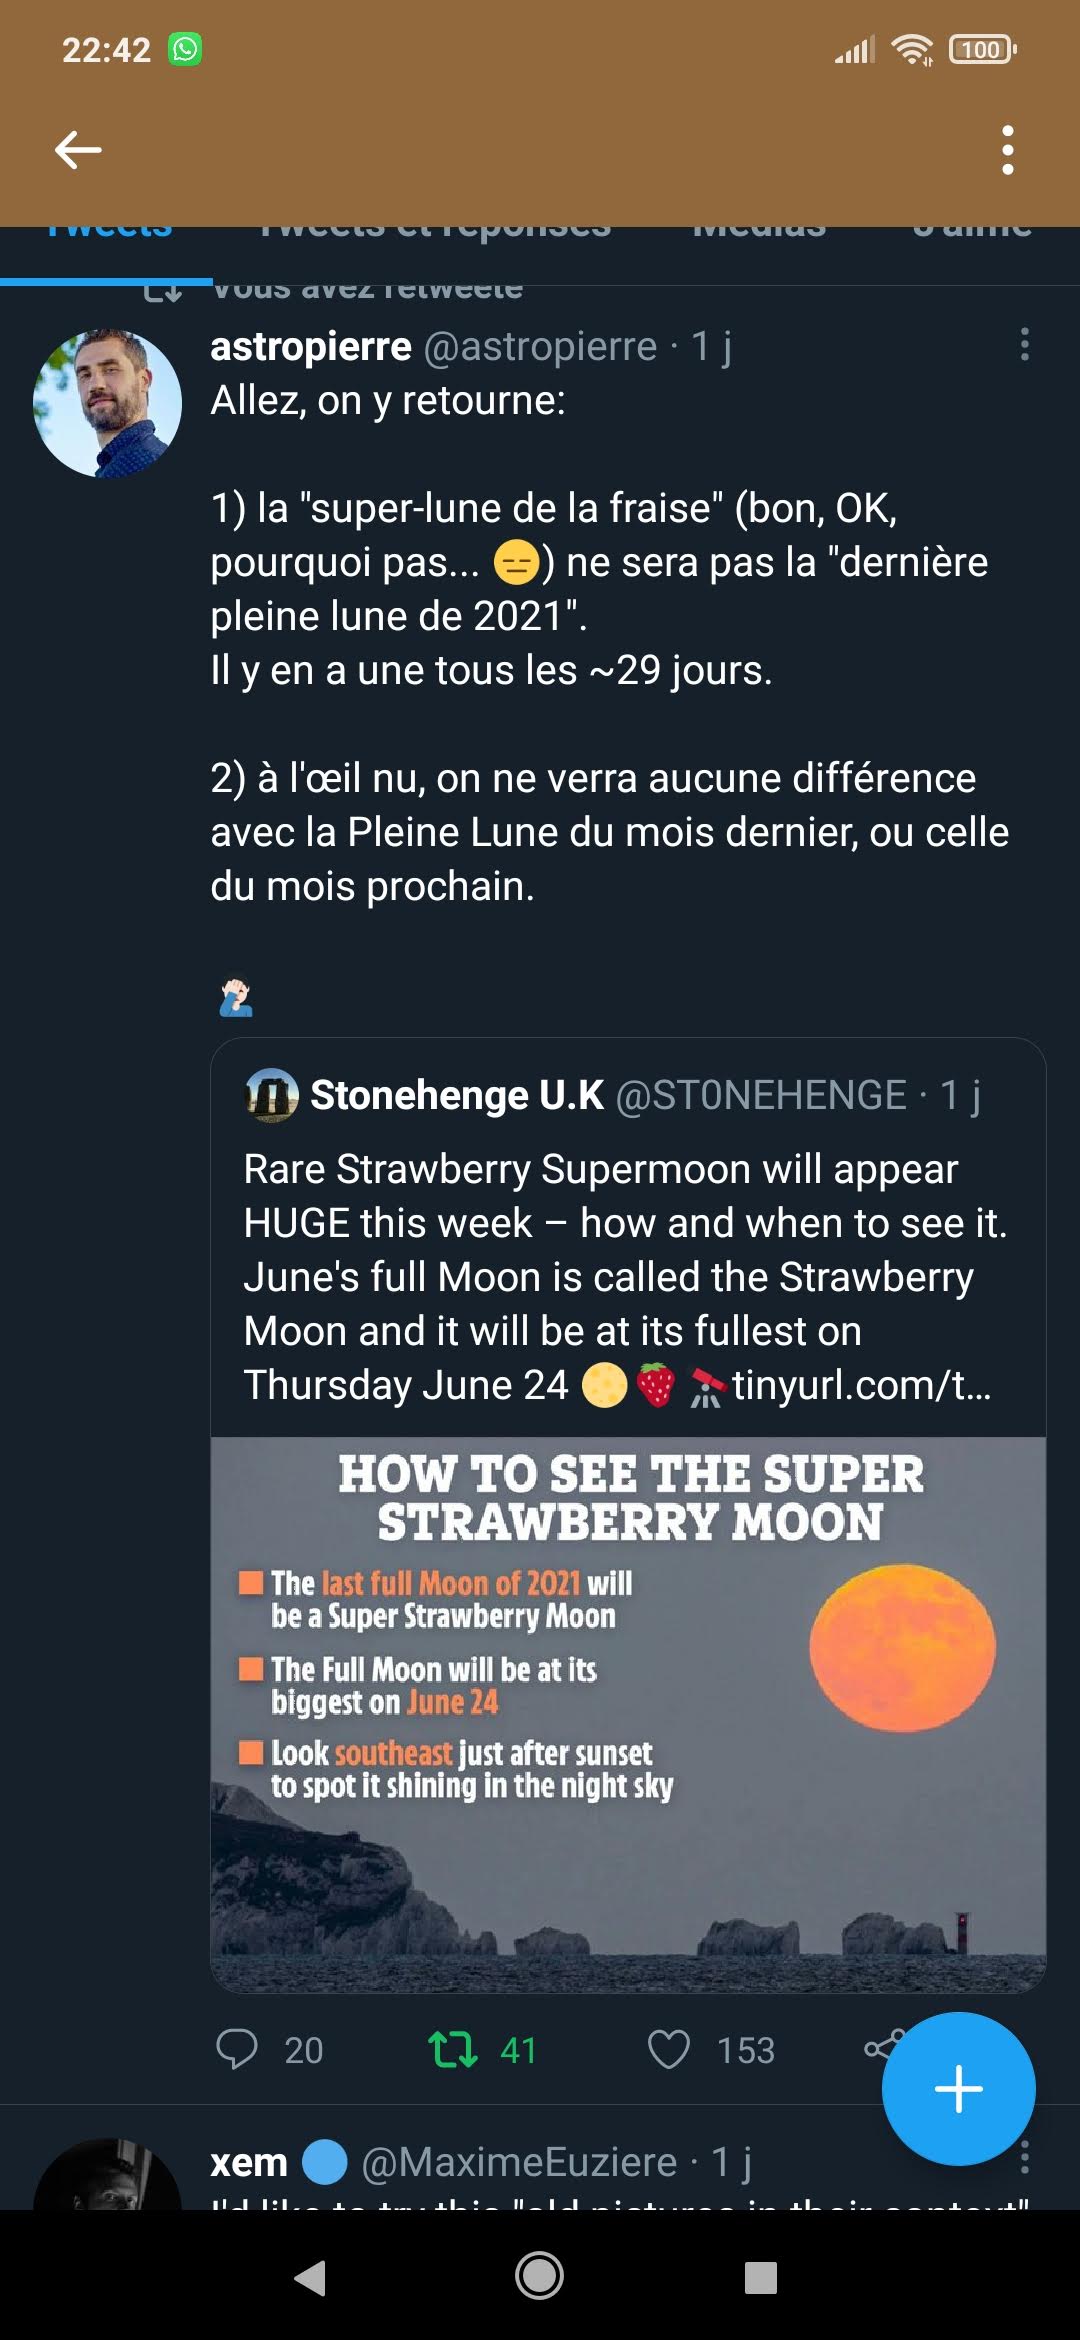 22:42
100
Tweets Tweets et réponses Médias J'aime
Vous avez retweeté
astropierre @astropierre · 1 j
Allez, on y retourne:
1) la "super-lune de la fraise" (bon, OK,
pourquoi pas... 😑) ne sera pas la "dernière
pleine lune de 2021".
Il y en a une tous les ~29 jours.
2) à l'œil nu, on ne verra aucune différence
avec la Pleine Lune du mois dernier, ou celle
du mois prochain.
🤦🏻‍♂️
Stonehenge U.K @ST0NEHENGE · 1 j
Rare Strawberry Supermoon will appear
HUGE this week – how and when to see it.
June's full Moon is called the Strawberry
Moon and it will be at its fullest on
Thursday June 24 🌕🍓🔭tinyurl.com/t…
HOW TO SEE THE SUPER
STRAWBERRY MOON
The last full Moon of 2021 will
be a Super Strawberry Moon
The Full Moon will be at its
biggest on June 24
Look southeast just after sunset
to spot it shining in the night sky
20 41 153
xem 🔵 @MaximeEuziere · 1 j
I'd like to try this "old pictures in their context"